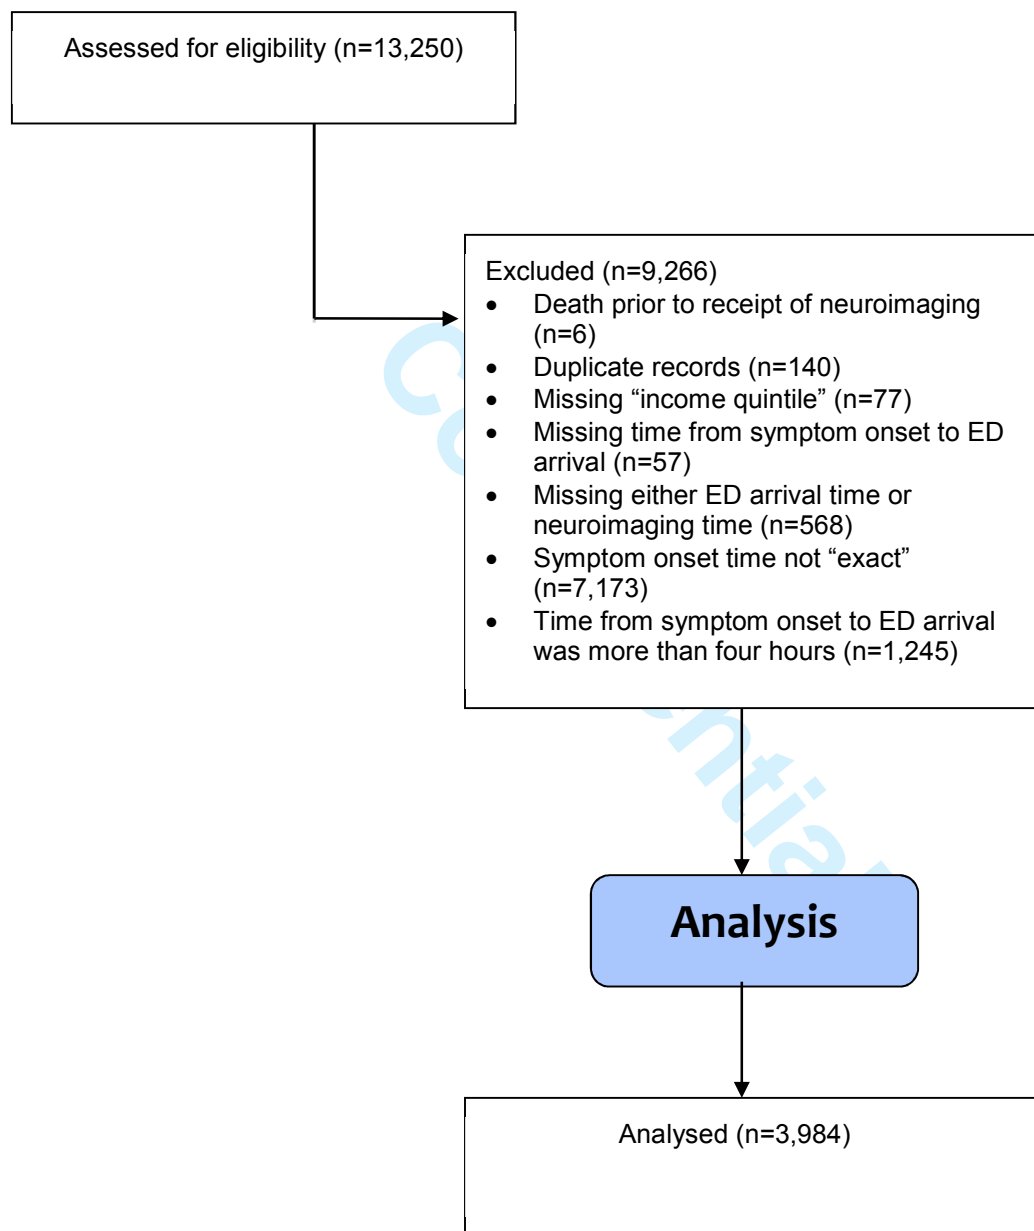 Assessed for eligibility (n=13,250)
Excluded (n=9,266)
• Death prior to receipt of neuroimaging
(n=6)
• Duplicate records (n=140)
• Missing “income quintile” (n=77)
• Missing time from symptom onset to ED
arrival (n=57)
• Missing either ED arrival time or
neuroimaging time (n=568)
• Symptom onset time not “exact”
(n=7,173)
• Time from symptom onset to ED arrival
was more than four hours (n=1,245)
Analysis
Analysed (n=3,984)